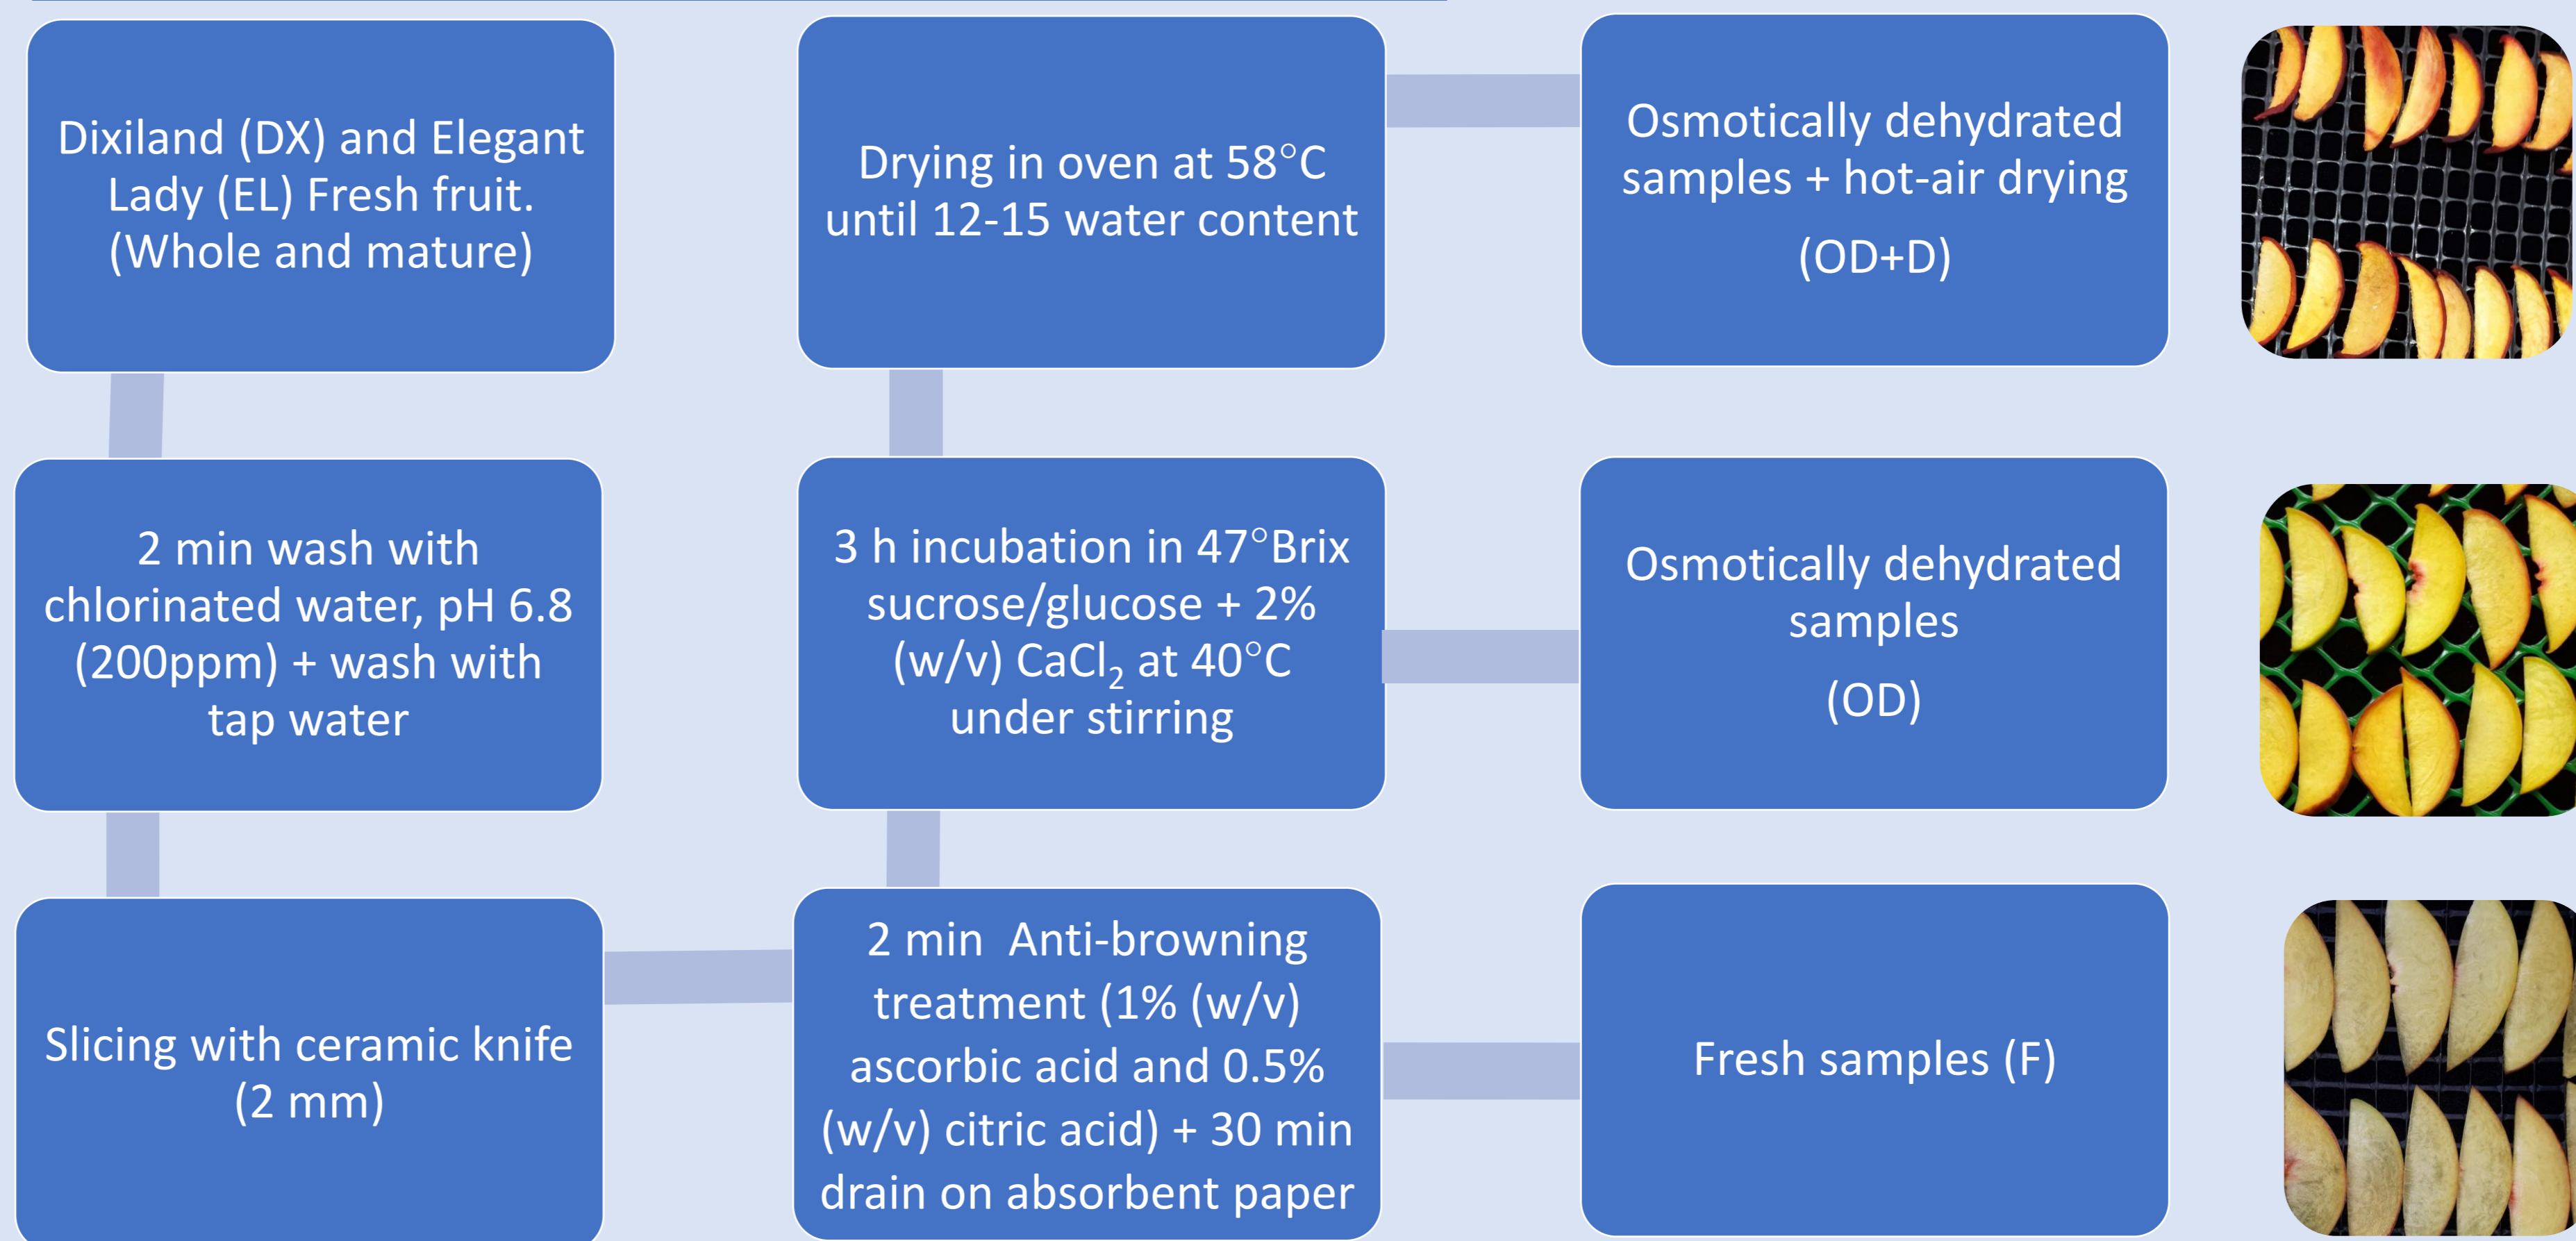 Dixiland (DX) and Elegant
Lady (EL) Fresh fruit.
(Whole and mature)
2 min wash with
chlorinated water, pH 6.8
(200ppm) + wash with
tap water
Slicing with ceramic knife
(2 mm)
Drying in oven at 58°C
until 12-15 water content
3 h incubation in 47°Brix
sucrose/glucose + 2%
(w/v) CaCl₂ at 40°C
under stirring
2 min  Anti-browning
treatment (1% (w/v)
ascorbic acid and 0.5%
(w/v) citric acid) + 30 min
drain on absorbent paper
Osmotically dehydrated
samples + hot-air drying
(OD+D)
Osmotically dehydrated
samples
(OD)
Fresh samples (F)